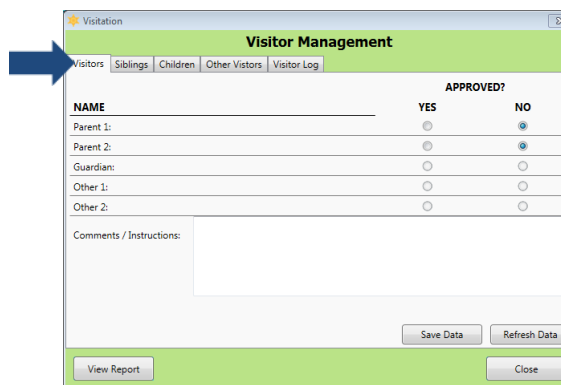 Visitation
Visitor Management
Visitors Siblings Children Other Vistors Visitor Log
APPROVED?
NAME YES NO
Parent 1:
Parent 2:
Guardian:
Other 1:
Other 2:
Comments / Instructions:
Save Data Refresh Data
View Report Close